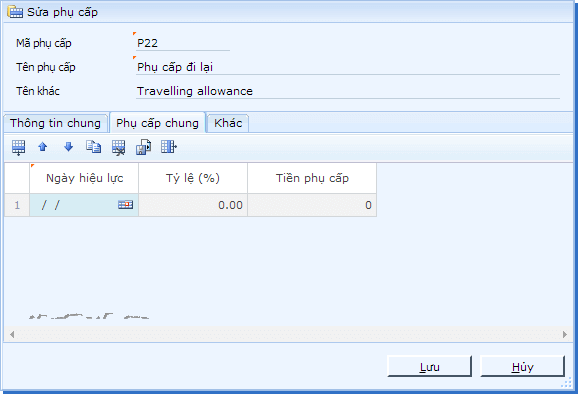 Sửa phụ cấp
Mã phụ cấp P22
Tên phụ cấp Phụ cấp đi lại
Tên khác Travelling allowance
Thông tin chung Phụ cấp chung Khác
Ngày hiệu lực Tỷ lệ (%) Tiền phụ cấp
1 / / 0.00 0
Lưu Hủy